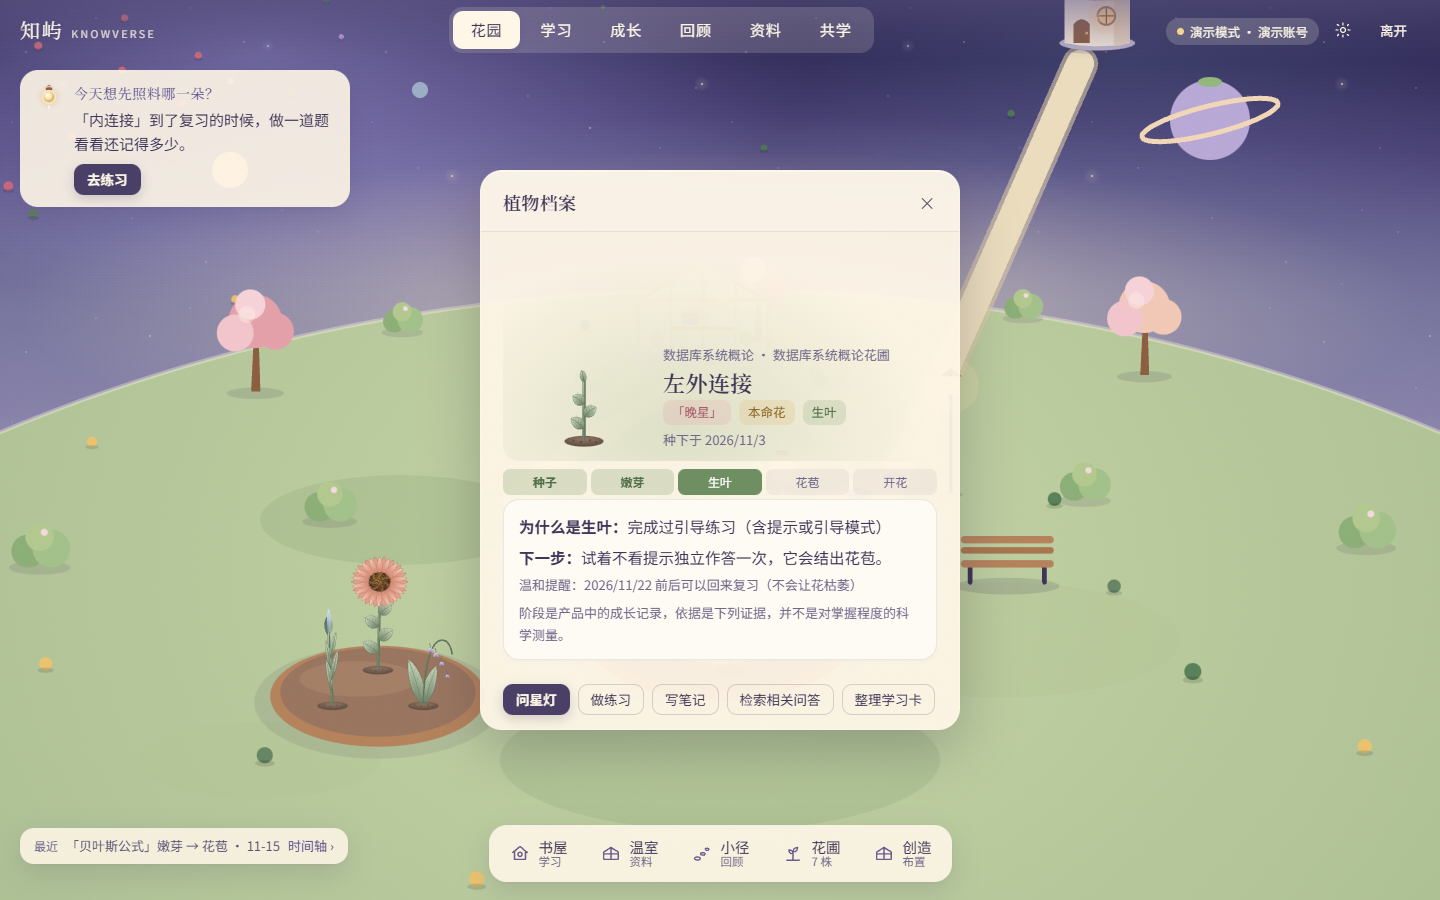 知屿 KNOWVERSE
花园 学习 成长 回顾 资料 共学
演示模式 · 演示账号
离开
今天想先照料哪一朵？
「内连接」到了复习的时候，做一道题
看看还记得多少。
去练习
植物档案
数据库系统概论 · 数据库系统概论花圃
左外连接
「晚星」 本命花 生叶
种下于 2026/11/3
种子 嫩芽 生叶 花苞 开花
为什么是生叶：完成过引导练习（含提示或引导模式）
下一步：试着不看提示独立作答一次，它会结出花苞。
温和提醒：2026/11/22 前后可以回来复习（不会让花枯萎）
阶段是产品中的成长记录，依据是下列证据，并不是对掌握程度的科
学测量。
问星灯 做练习 写笔记 检索相关问答 整理学习卡
最近 「贝叶斯公式」嫩芽 → 花苞 · 11-15 时间轴 ›
书屋 温室 小径 花圃 创造
学习 资料 回顾 7 株 布置